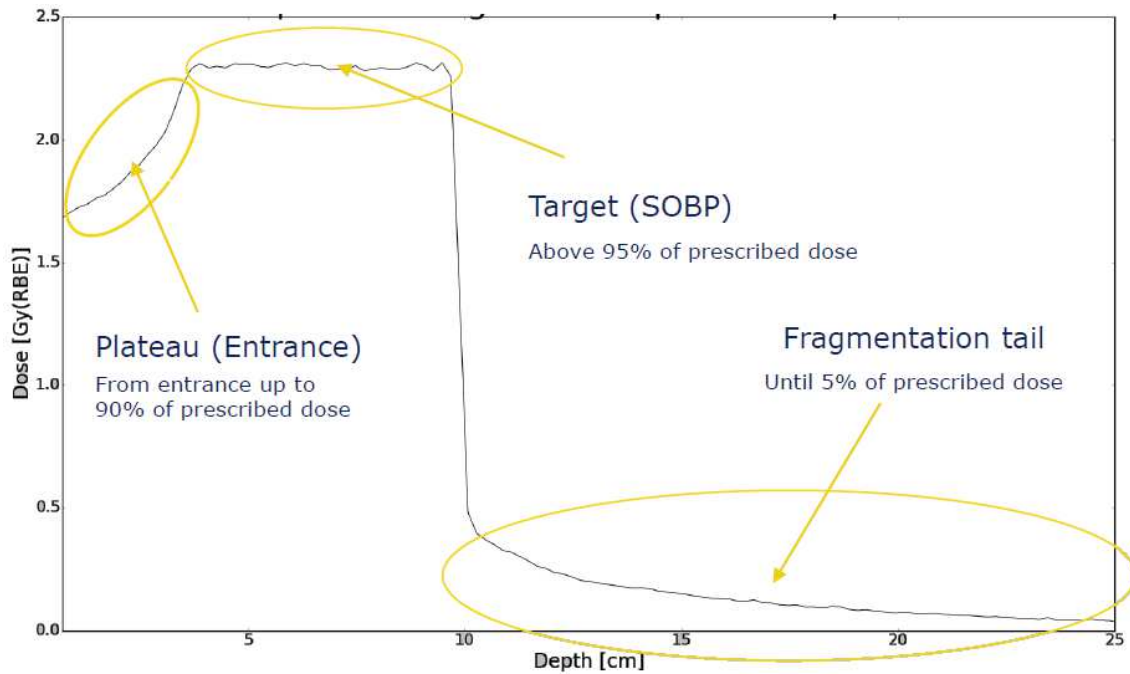 2.5
2.0
1.5
1.0
0.5
0.0
Dose [Gy(RBE)]
Target (SOBP)
Above 95% of prescribed dose
Plateau (Entrance)
From entrance up to
90% of prescribed dose
Fragmentation tail
Until 5% of prescribed dose
5
10
15
20
25
Depth [cm]